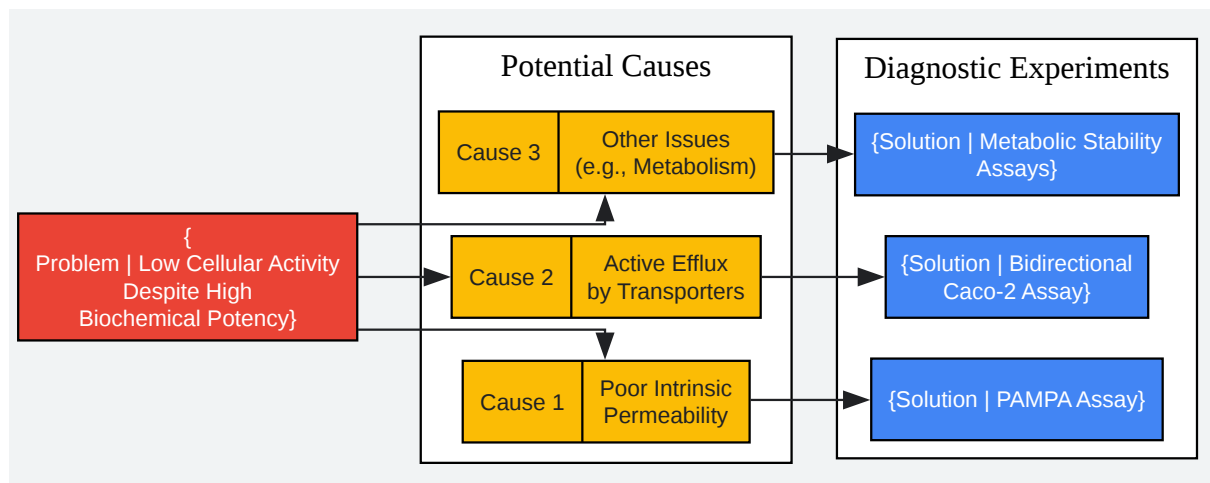 Potential Causes
Diagnostic Experiments
Cause 3
Other Issues
(e.g., Metabolism)
{Solution | Metabolic Stability
Assays}
{
Problem | Low Cellular Activity
Despite High
Biochemical Potency}
Cause 2
Active Efflux
by Transporters
{Solution | Bidirectional
Caco-2 Assay}
Cause 1
Poor Intrinsic
Permeability
{Solution | PAMPA Assay}